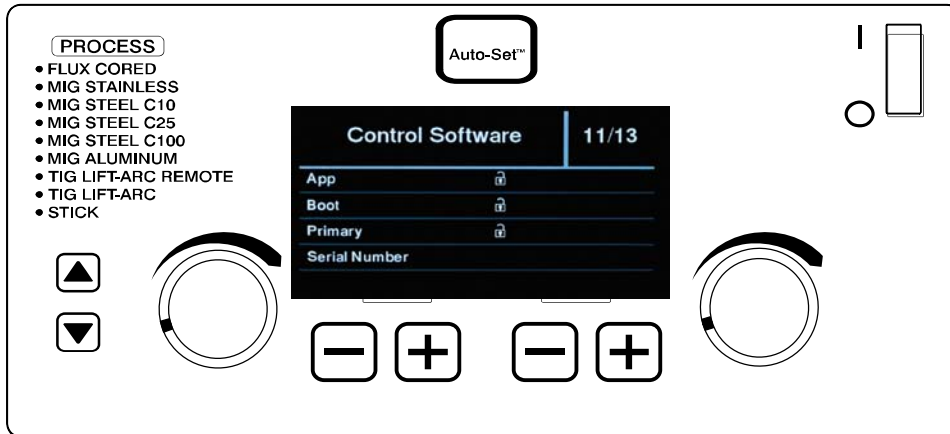 PROCESS
• FLUX CORED
• MIG STAINLESS
• MIG STEEL C10
• MIG STEEL C25
• MIG STEEL C100
• MIG ALUMINUM
• TIG LIFT-ARC REMOTE
• TIG LIFT-ARC
• STICK
Auto-Set™
Control Software 11/13
App
Boot
Primary
Serial Number